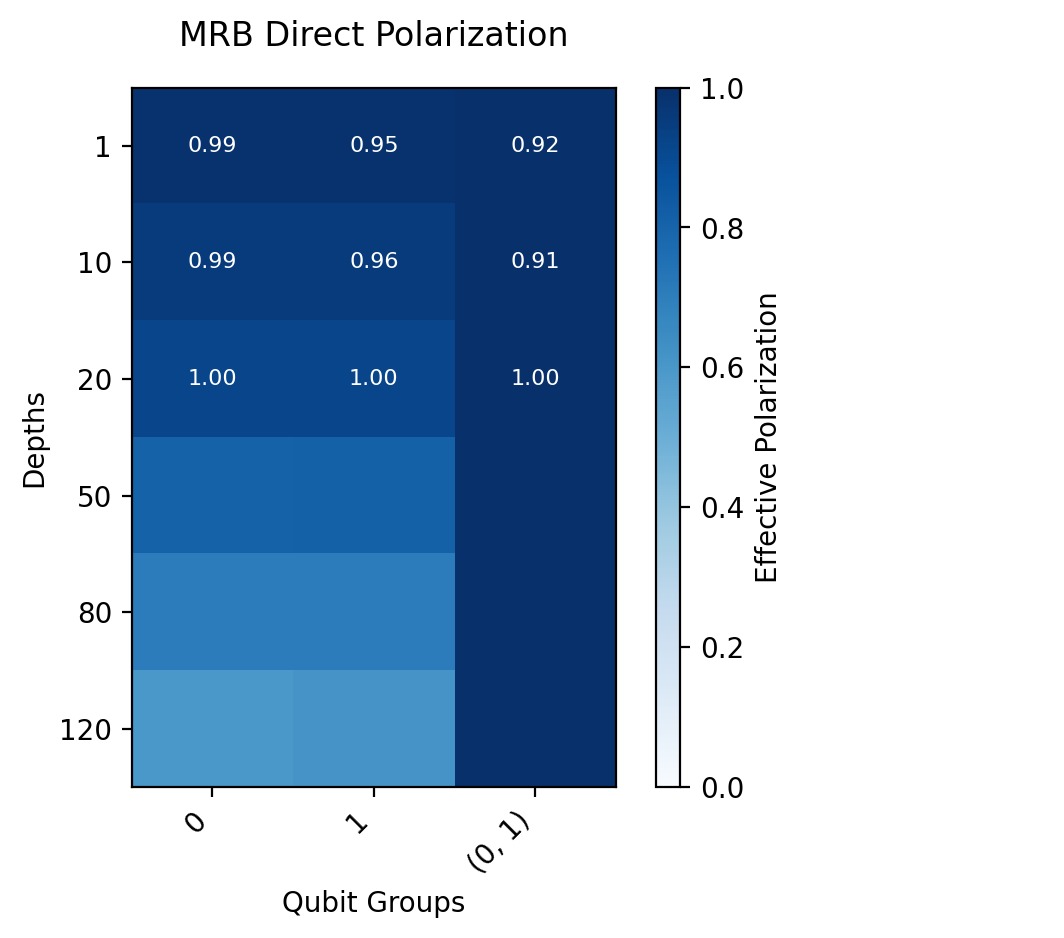 MRB Direct Polarization
Depths
1
10
20
50
80
120
0.99 0.95 0.92
0.99 0.96 0.91
1.00 1.00 1.00
0 1 (0, 1)
Qubit Groups
1.0
0.8
0.6
0.4
0.2
0.0
Effective Polarization